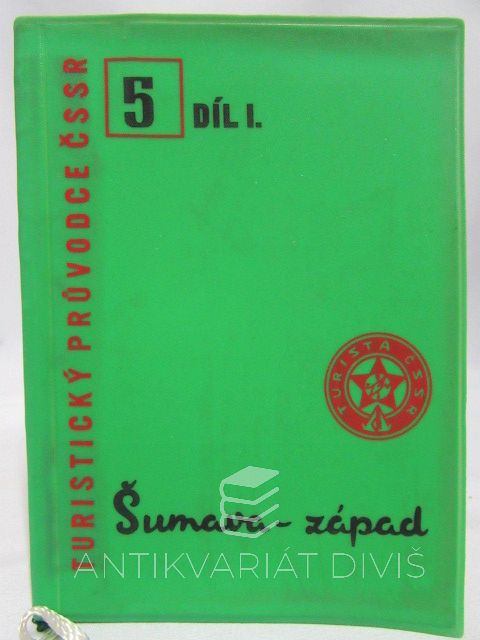 TURISTICKÝ PRŮVODCE ČSSR
5 DÍL I.
TURISTA ČSSR
Šumava - západ
ANTIKVARIÁT DIVIŠ